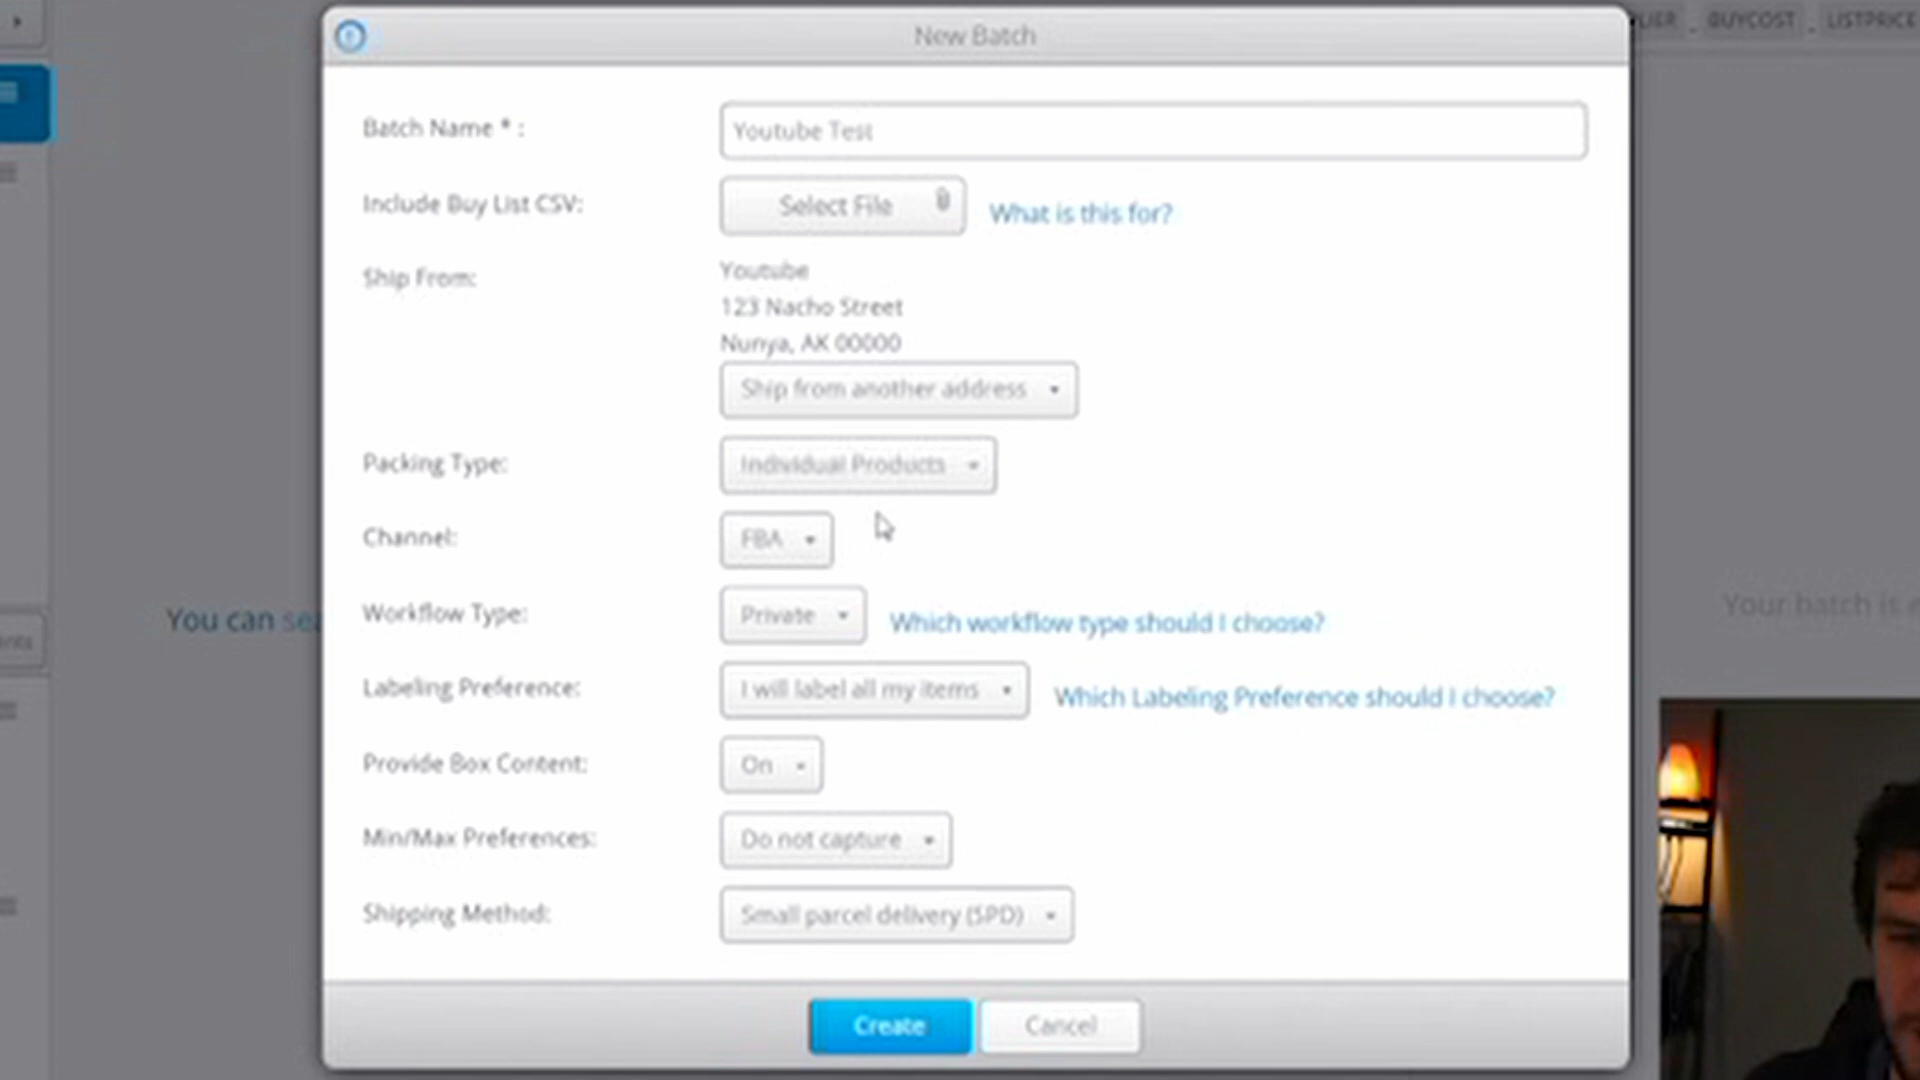 New Batch
LIER - BUYCOST - LISTPRICE
Batch Name * :
Youtube Test
Include Buy List CSV:
Select File
What is this for?
Ship From:
Youtube
123 Nacho Street
Nunya, AK 00000
Ship from another address
Packing Type:
Individual Products
Channel:
FBA
Workflow Type:
Private
Which workflow type should I choose?
You can sea
Your batch is
Labeling Preference:
I will label all my items
Which Labeling Preference should I choose?
Provide Box Content:
On
Min/Max Preferences:
Do not capture
Shipping Method:
Small parcel delivery (SPD)
Create
Cancel